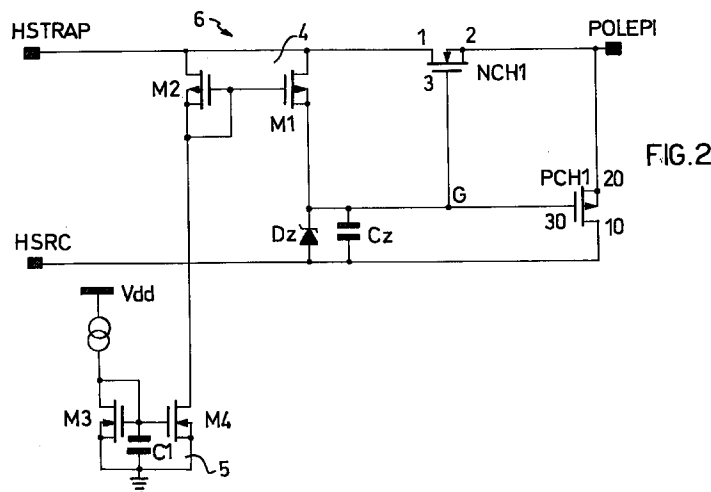 HSTRAP
6
4
1
2
POLEPI
M2
M1
3
NCH1
FIG.2
PCH1
20
G
30
10
Dz
Cz
HSRC
Vdd
M3
M4
C1
5